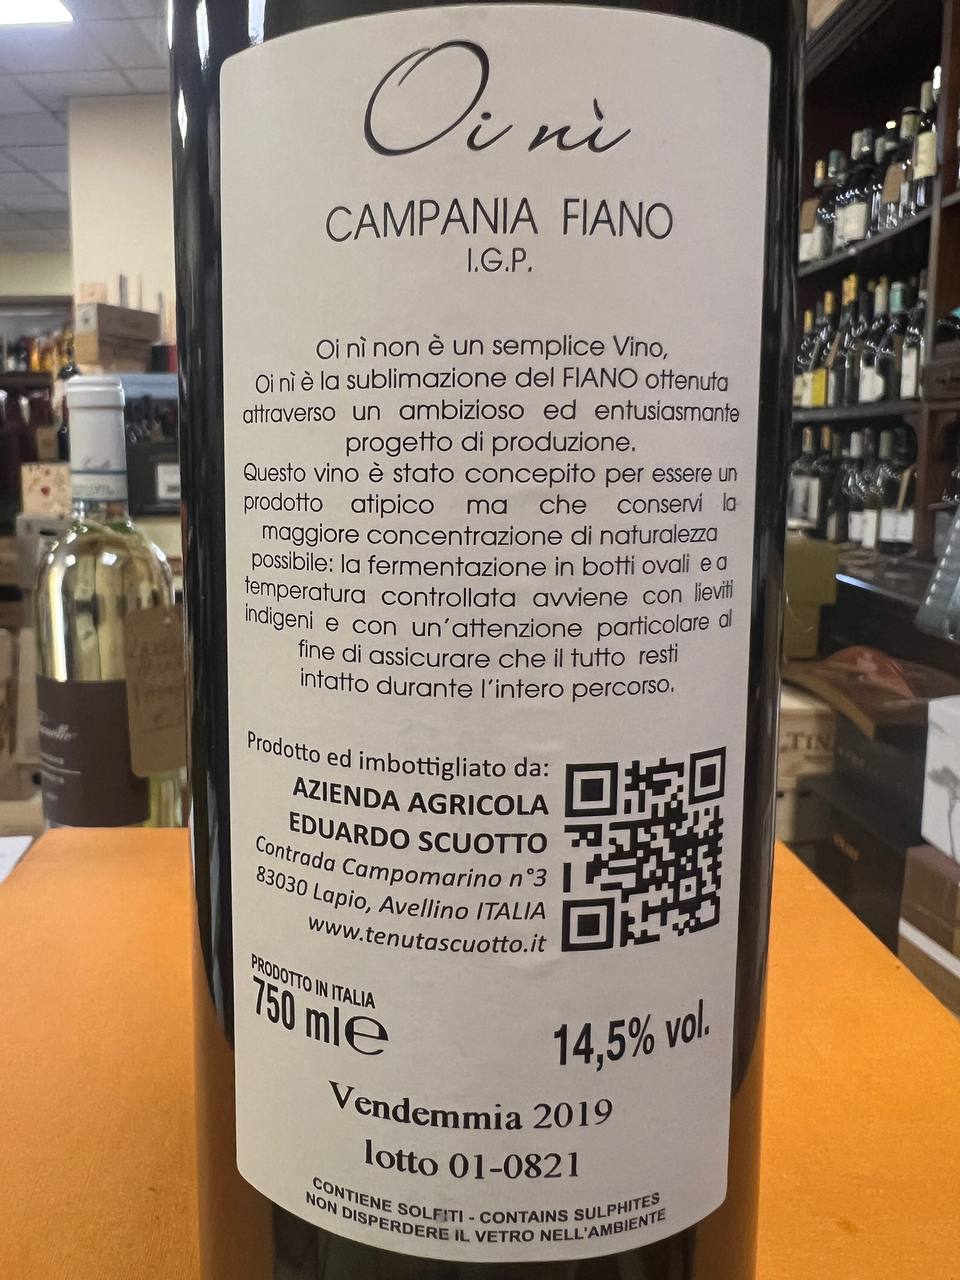 Oi nì
CAMPANIA FIANO
I.G.P.
Oi nì non è un semplice Vino,
Oi nì è la sublimazione del FIANO ottenuta
attraverso un ambizioso ed entusiasmante
progetto di produzione.
Questo vino è stato concepito per essere un
prodotto atipico ma che conservi la
maggiore concentrazione di naturalezza
possibile: la fermentazione in botti ovali e a
temperatura controllata avviene con lieviti
indigeni e con un'attenzione particolare al
fine di assicurare che il tutto resti
intatto durante l'intero percorso.
Prodotto ed imbottigliato da:
AZIENDA AGRICOLA
EDUARDO SCUOTTO
Contrada Campomarino n°3
83030 Lapio, Avellino ITALIA
www.tenutascuotto.it
PRODOTTO IN ITALIA
750 ml e
14,5% vol.
Vendemmia 2019
lotto 01-0821
CONTIENE SOLFITI - CONTAINS SULPHITES
NON DISPERDERE IL VETRO NELL'AMBIENTE